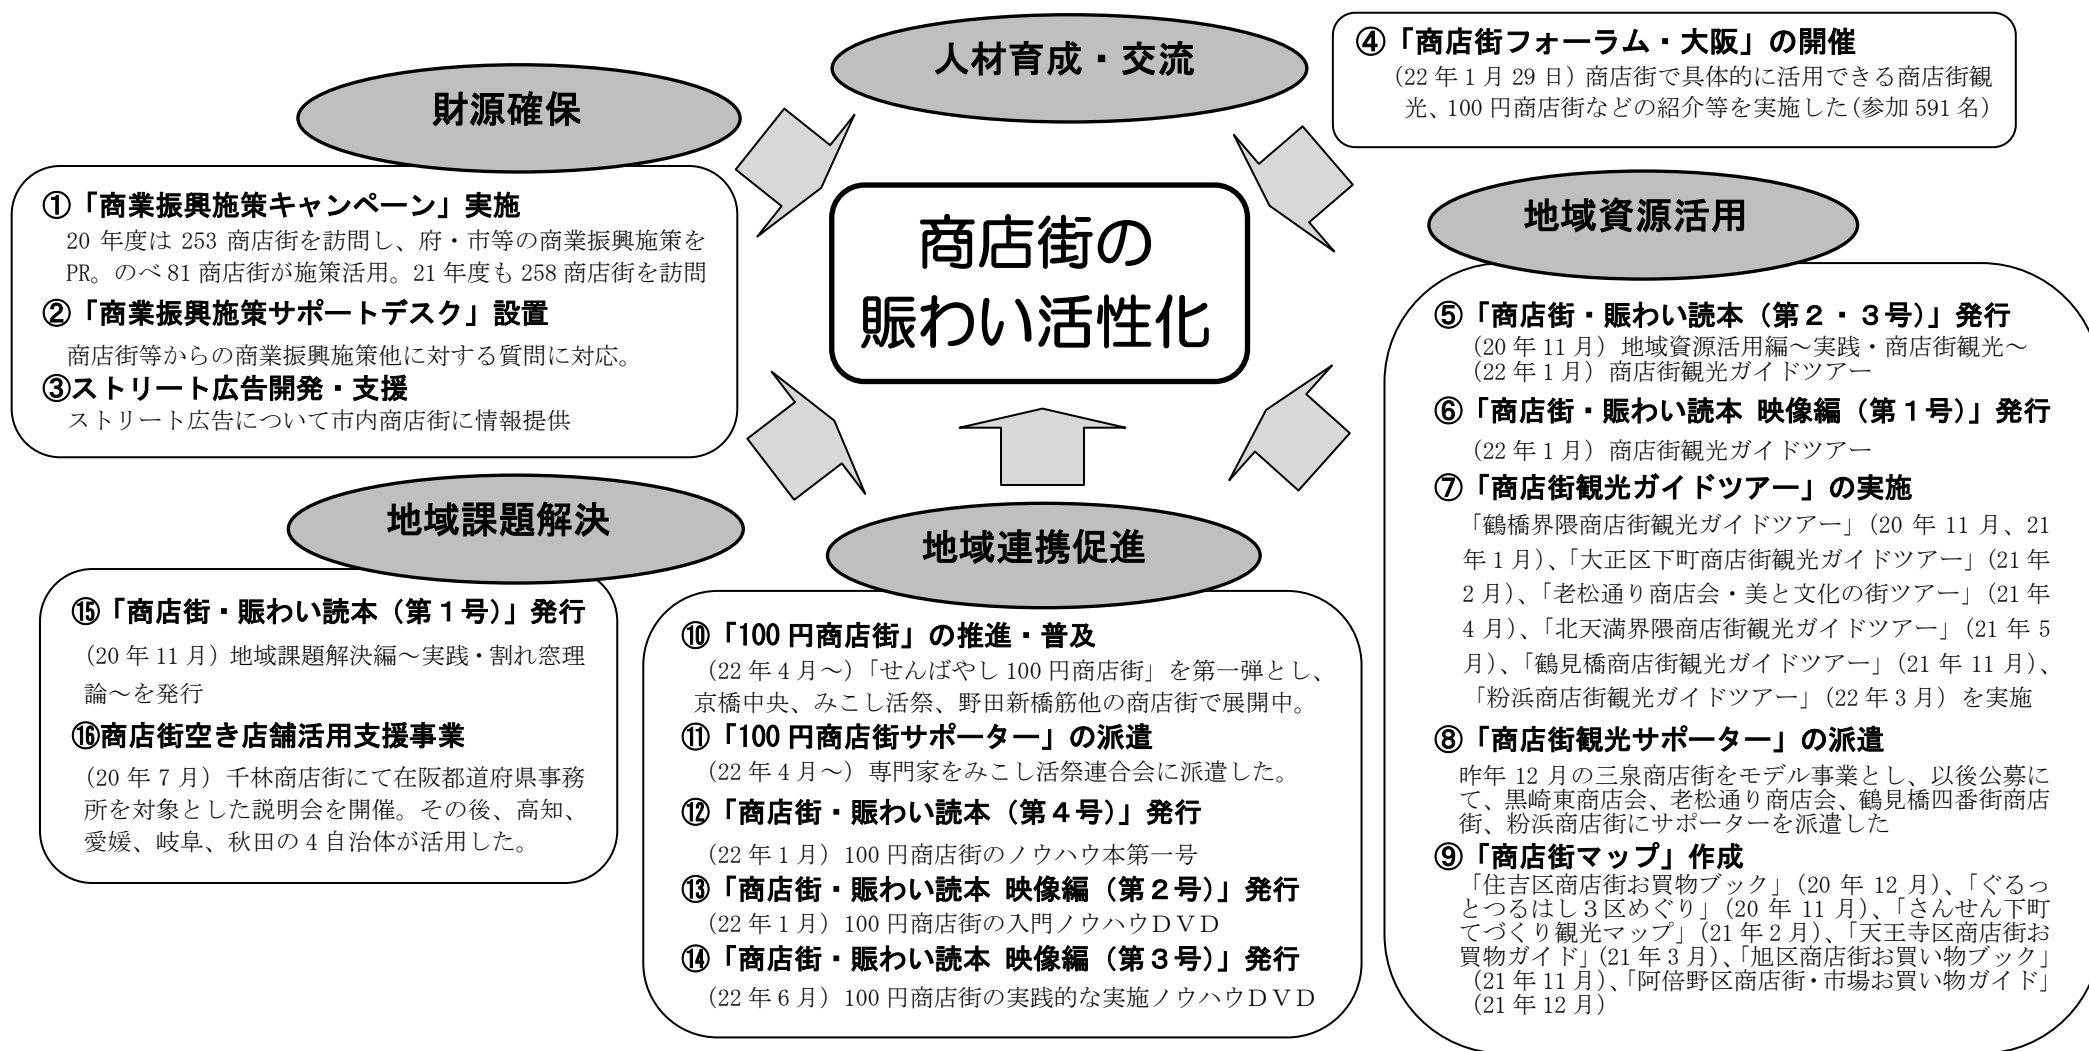 人材育成・交流
④「商店街フォーラム・大阪」の開催
(22 年 1 月 29 日) 商店街で具体的に活用できる商店街観
光、100 円商店街などの紹介等を実施した(参加 591 名)
財源確保
①「商業振興施策キャンペーン」実施
20 年度は 253 商店街を訪問し、府・市等の商業振興施策を
PR。のべ 81 商店街が施策活用。21 年度も 258 商店街を訪問
②「商業振興施策サポートデスク」設置
商店街等からの商業振興施策他に対する質問に対応。
③ストリート広告開発・支援
ストリート広告について市内商店街に情報提供
商店街の
賑わい活性化
地域資源活用
⑤「商店街・賑わい読本（第２・３号）」発行
（20 年 11 月）地域資源活用編～実践・商店街観光～
（22 年 1 月）商店街観光ガイドツアー
⑥「商店街・賑わい読本 映像編（第１号）」発行
（22 年 1 月）商店街観光ガイドツアー
⑦「商店街観光ガイドツアー」の実施
「鶴橋界隈商店街観光ガイドツアー」（20 年 11 月、21
年 1 月）、「大正区下町商店街観光ガイドツアー」（21 年
2 月）、「老松通り商店会・美と文化の街ツアー」（21 年
4 月）、「北天満界隈商店街観光ガイドツアー」（21 年 5
月）、「鶴見橋商店街観光ガイドツアー」（21 年 11 月）、
「粉浜商店街観光ガイドツアー」（22 年 3 月）を実施
⑧「商店街観光サポーター」の派遣
昨年 12 月の三泉商店街をモデル事業とし、以後公募に
て、黒崎東商店会、老松通り商店会、鶴見橋四番街商店
街、粉浜商店街にサポーターを派遣した
⑨「商店街マップ」作成
「住吉区商店街お買物ブック」（20 年 12 月）、「ぐるっ
とつるはし３区めぐり」（20 年 11 月）、「さんせん下町
てづくり観光マップ」（21 年 2 月）、「天王寺区商店街お
買物ガイド」（21 年 3 月）、「旭区商店街お買い物ブック」
（21 年 11 月）、「阿倍野区商店街・市場お買い物ガイド」
（21 年 12 月）
地域課題解決
⑮「商店街・賑わい読本（第１号）」発行
（20 年 11 月）地域課題解決編～実践・割れ窓理
論～を発行
⑯商店街空き店舗活用支援事業
（20 年 7 月）千林商店街にて在阪都道府県事務
所を対象とした説明会を開催。その後、高知、
愛媛、岐阜、秋田の 4 自治体が活用した。
地域連携促進
⑩「100 円商店街」の推進・普及
（22 年 4 月～）「せんばやし 100 円商店街」を第一弾とし、
京橋中央、みこし活祭、野田新橋筋他の商店街で展開中。
⑪「100 円商店街サポーター」の派遣
（22 年 4 月～）専門家をみこし活祭連合会に派遣した。
⑫「商店街・賑わい読本（第４号）」発行
（22 年 1 月）100 円商店街のノウハウ本第一号
⑬「商店街・賑わい読本 映像編（第２号）」発行
（22 年 1 月）100 円商店街の入門ノウハウＤＶＤ
⑭「商店街・賑わい読本 映像編（第３号）」発行
（22 年 6 月）100 円商店街の実践的な実施ノウハウＤＶＤ